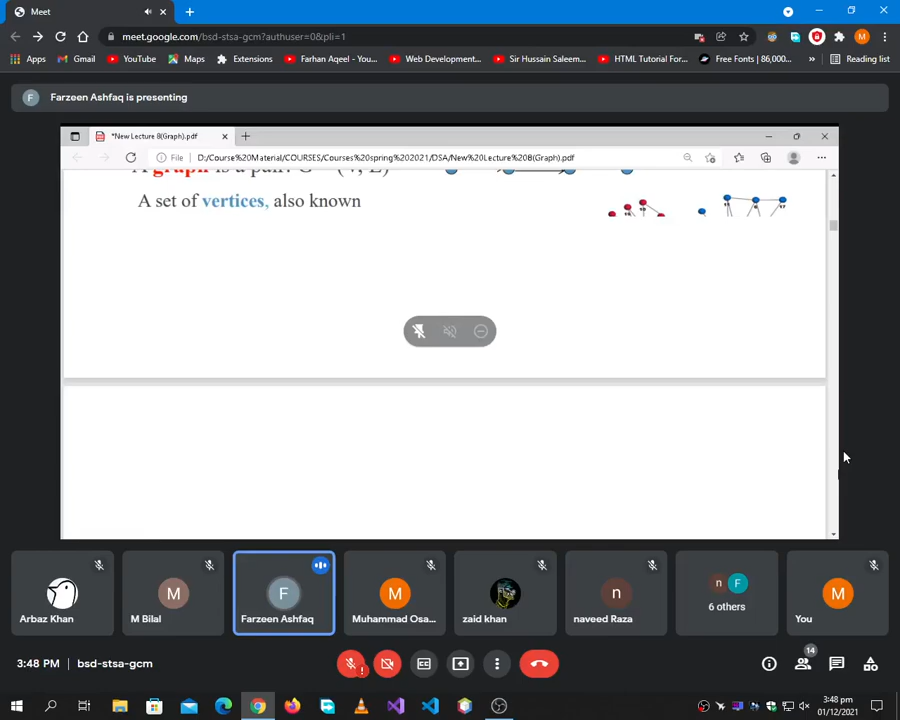 Meet
meet.google.com/bsd-stsa-gcm?authuser=0&pli=1
Apps
Gmail
YouTube
Maps
Extensions
Farhan Aqeel - You...
Web Development...
Sir Hussain Saleem...
HTML Tutorial For...
Free Fonts | 86,000...
»
Reading list
F
Farzeen Ashfaq is presenting
*New Lecture 8(Graph).pdf
File
D:/Course%20Material/COURSES/Courses%20spring%202021/DSA/New%20Lecture%208(Graph).pdf
A graph is a pair: G = (V, E)
A set of vertices, also known
M
F
M
n
n F
M
Arbaz Khan
M Bilal
Farzeen Ashfaq
Muhammad Osa...
zaid khan
naveed Raza
6 others
You
3:48 PM | bsd-stsa-gcm
14
3:48 pm
01/12/2021